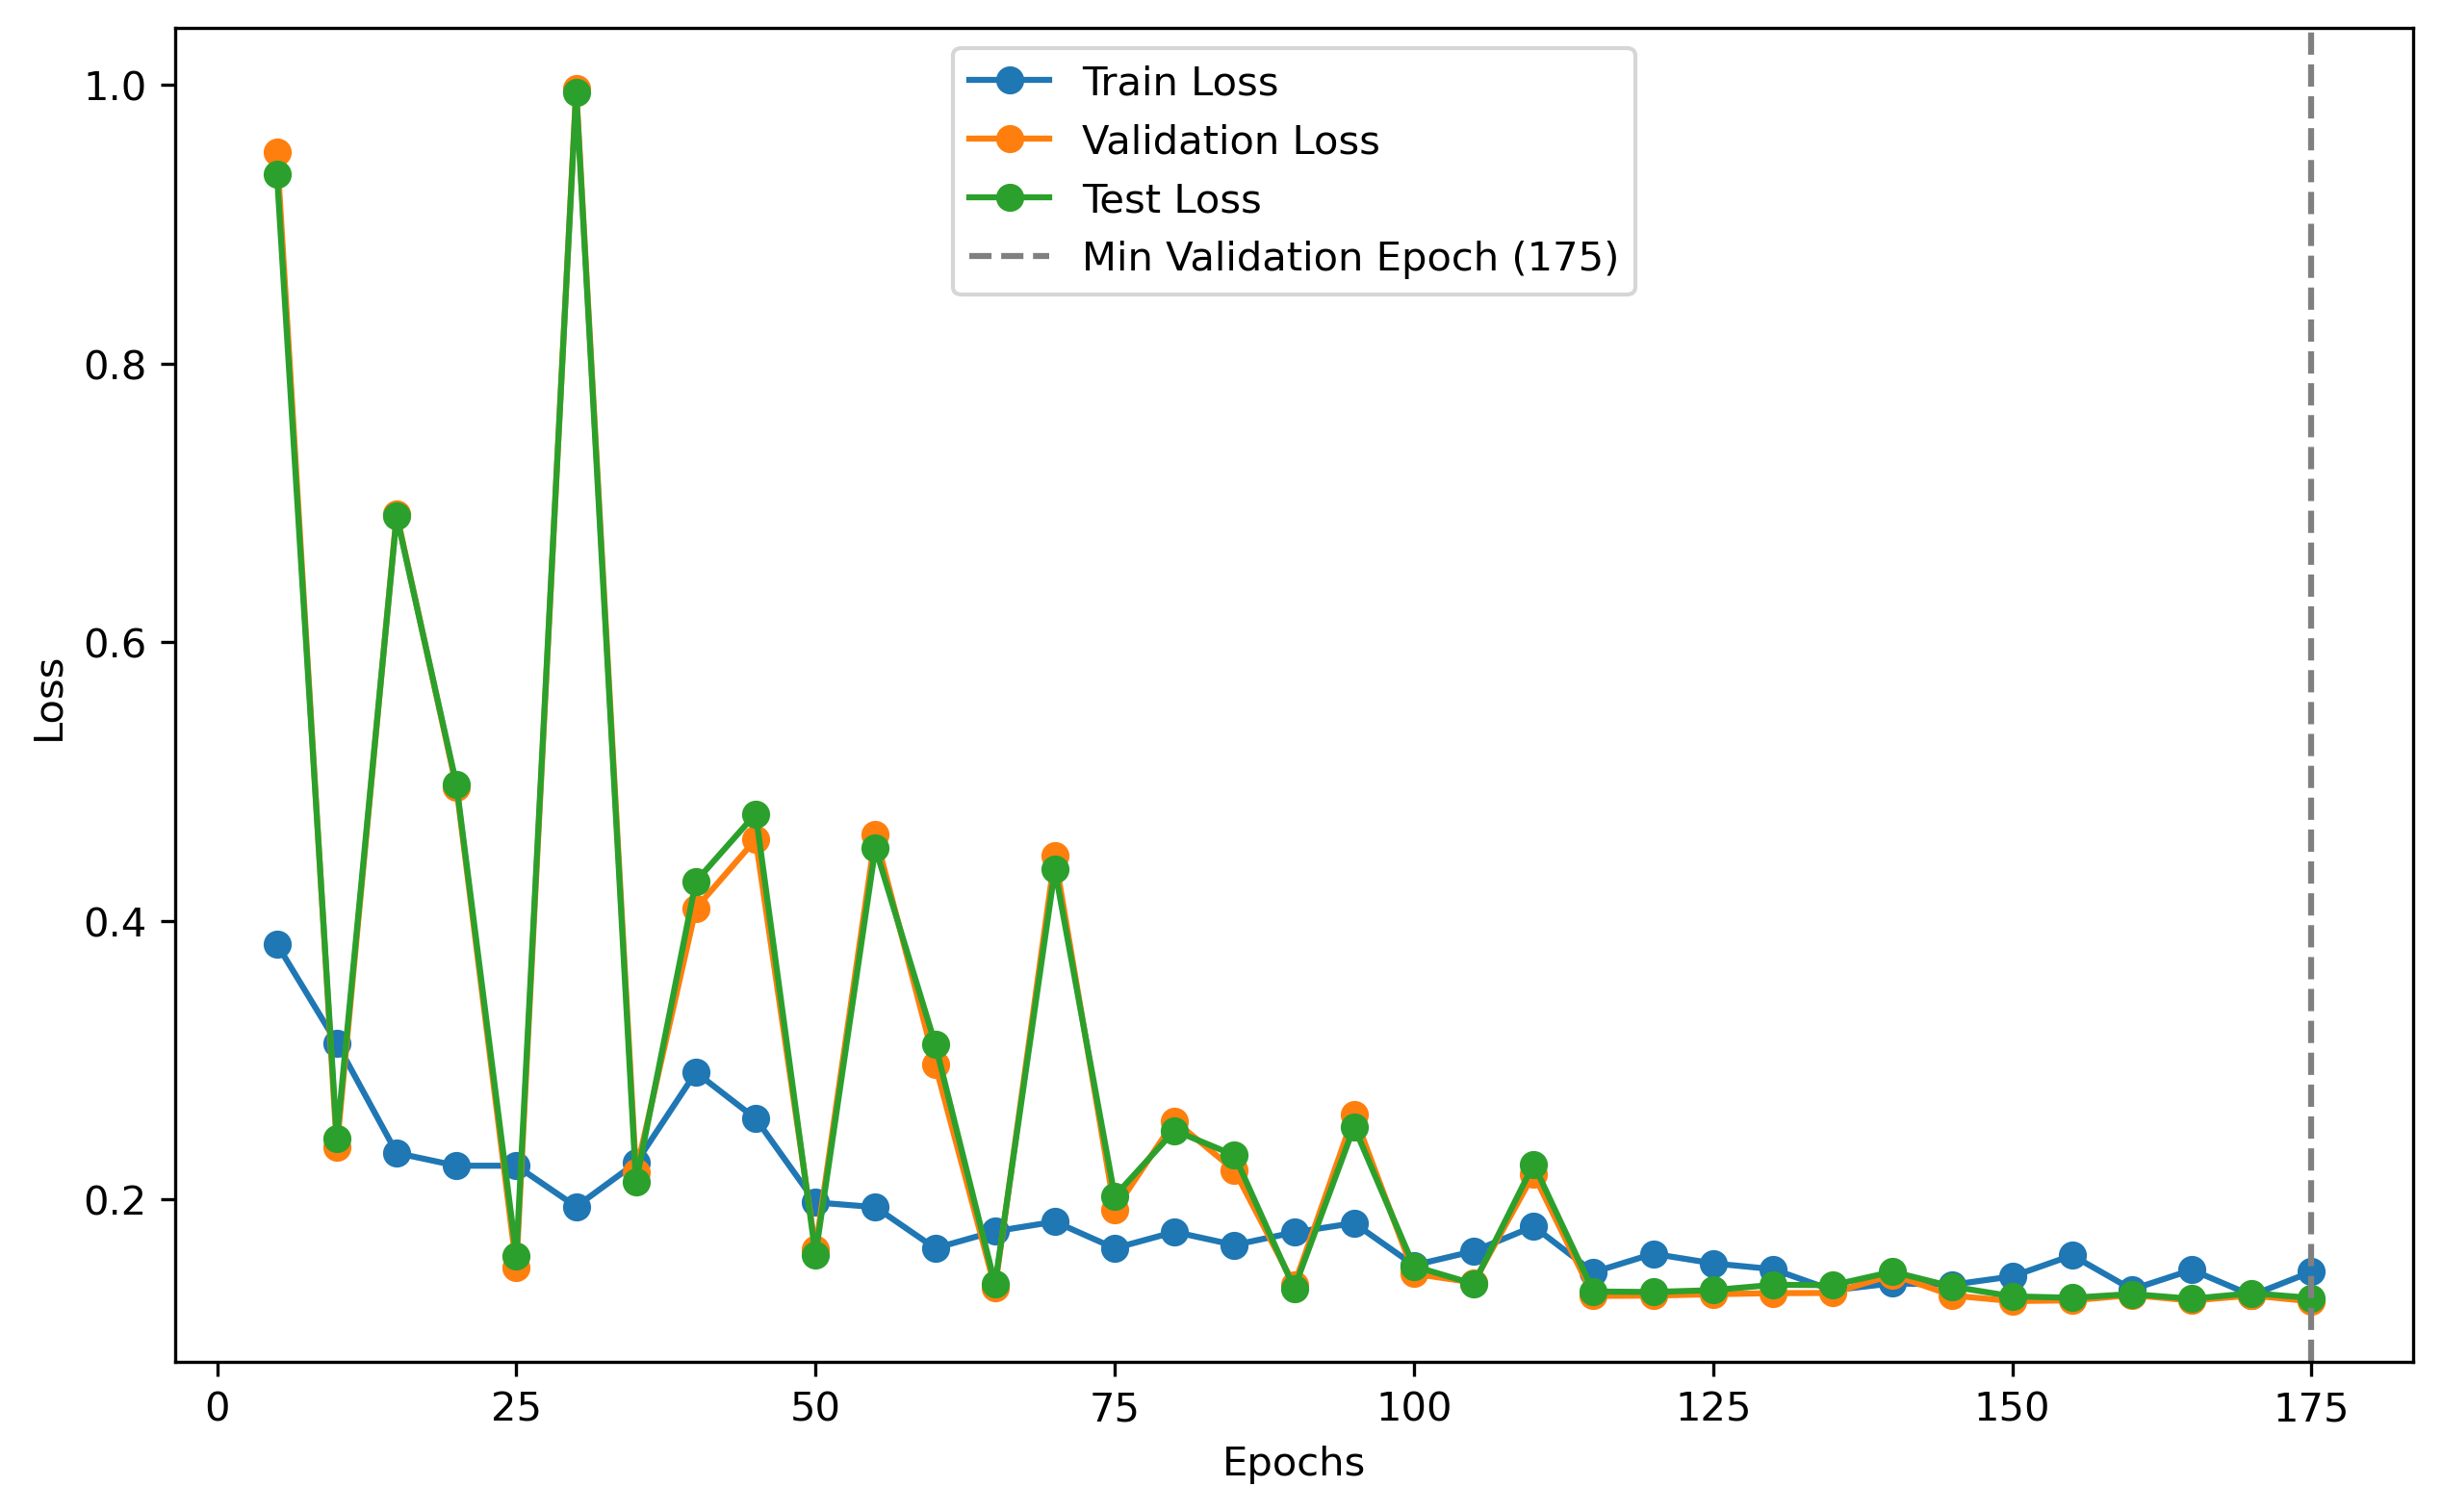 Train Loss
Validation Loss
Test Loss
Min Validation Epoch (175)
1.0
0.8
0.6
0.4
0.2
Loss
0 25 50 75 100 125 150 175
Epochs